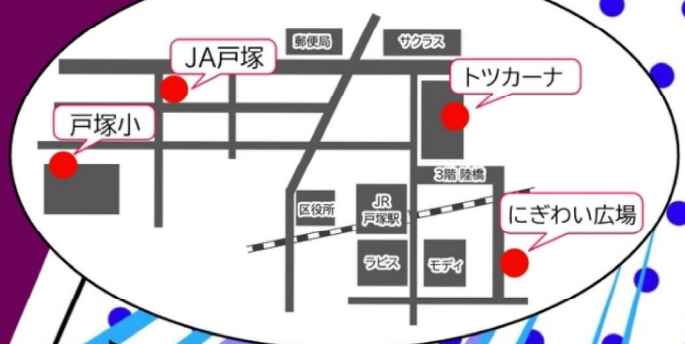 郵便局
サクラス
JA戸塚
トツカーナ
戸塚小
3階 陸橋
区役所
JR
戸塚駅
にぎわい広場
ラピス
モディ